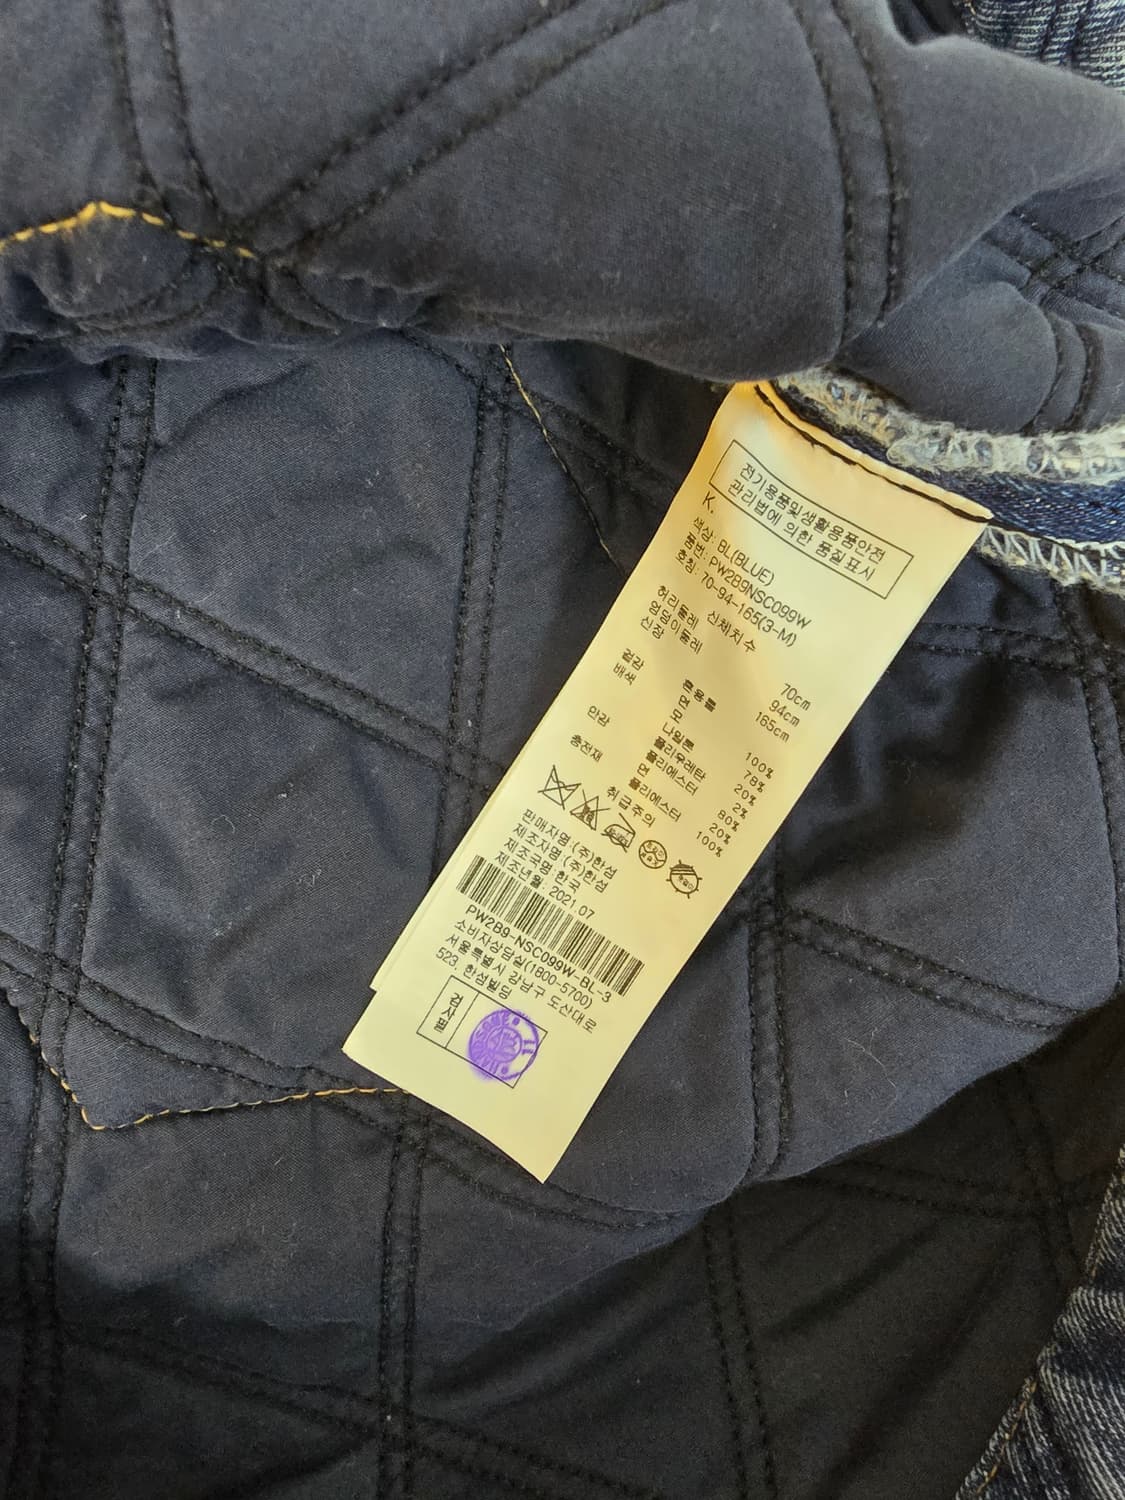 전기용품및생활용품안전
관리법에 의한 품질표시
K.
색상: BL(BLUE)
품번: PW2B9NSC099W
호칭: 70-94-165(3-M)
신체치수
허리둘레 70cm
엉덩이둘레 94cm
신장 165cm
혼용률
겉감 면 100%
배색 모 78%
나일론 20%
폴리우레탄 2%
안감 폴리에스터 80%
면 20%
충전재 폴리에스터 100%
취급주의
판매자명 (주)한섬
제조자명 (주)한섬
제조국명 한국
제조년월 2021.07
PW2B9-NSC099W-BL-3
소비자상담실(1800-5700)
서울특별시 강남구 도산대로
523, 한섬빌딩
검사필